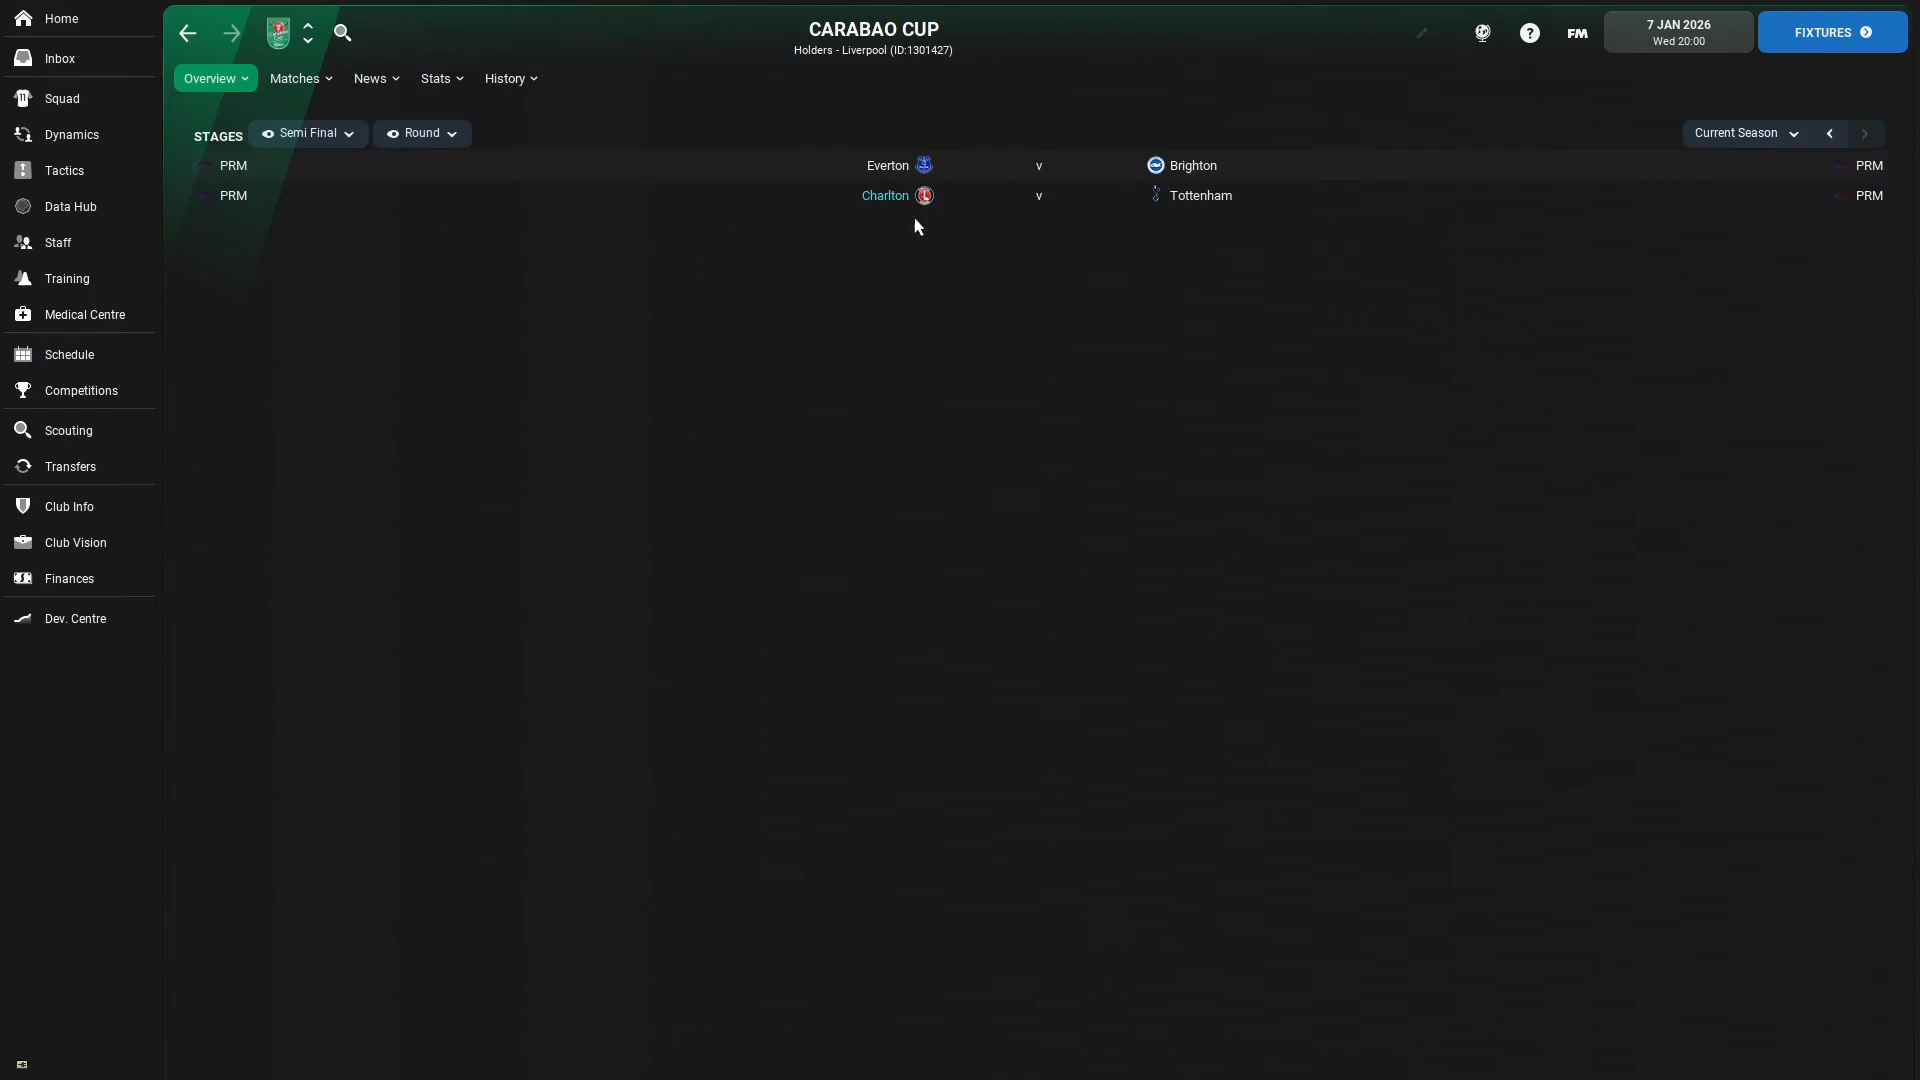 Home
Inbox
Squad
Dynamics
Tactics
Data Hub
Staff
Training
Medical Centre
Schedule
Competitions
Scouting
Transfers
Club Info
Club Vision
Finances
Dev. Centre
CARABAO CUP
Holders - Liverpool (ID:1301427)
FM
7 JAN 2026
Wed 20:00
FIXTURES
Overview
Matches
News
Stats
History
STAGES
Semi Final
Round
Current Season
PRM Everton v Brighton PRM
PRM Charlton v Tottenham PRM